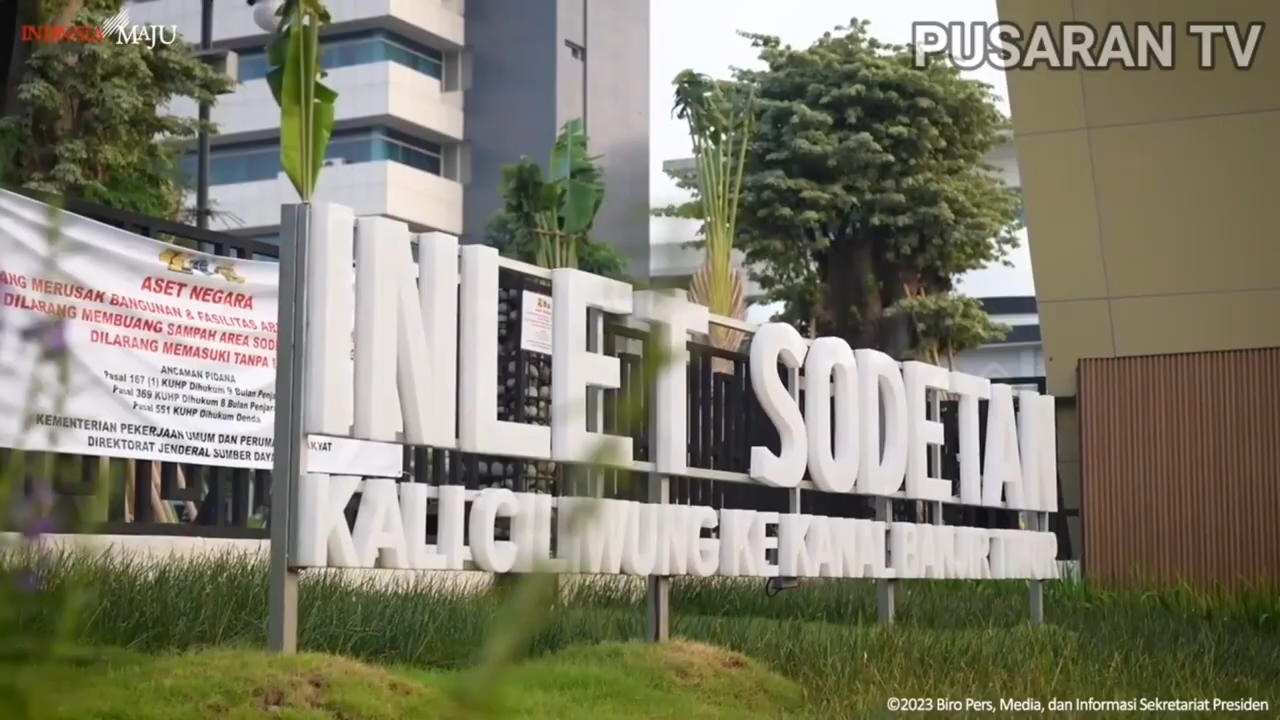 INDONESIA MAJU
PUSARAN TV
ASET NEGARA
ANG MERUSAK BANGUNAN & FASILITAS
DILARANG MEMBUANG SAMPAH AREA
DILARANG MEMASUKI TANPA
ANCAMAN PIDANA
Pasal 167 (1) KUHP Dihukum 9 Bulan
Pasal 369 KUHP Dihukum 8 Bulan
Pasal 551 KUHP Dihukum Denda
KEMENTERIAN PEKERJAAN UMUM DAN
DIREKTORAT JENDERAL SUMBER
INLET SODETAN
KALI CILIWUNG KE KANAL BANJIR TIMUR
©2023 Biro Pers, Media, dan Informasi Sekretariat Presiden